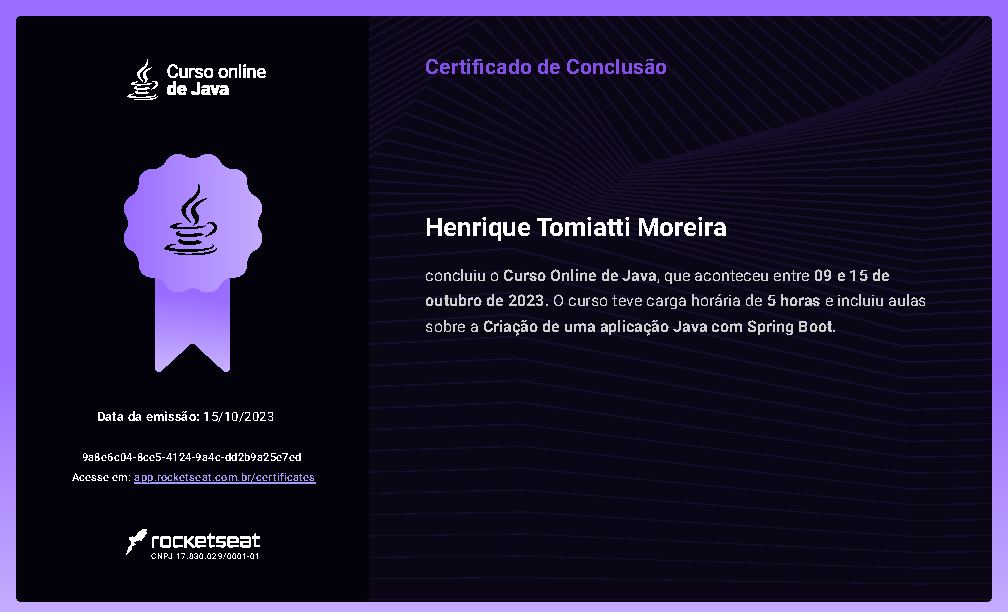 Curso online
de Java
Data da emissão: 15/10/2023
9a8e6c04-8ce5-4124-9a4c-dd2b9a25e7ed
Acesse em: app.rocketseat.com.br/certificates
rocketseat
CNPJ 17.830.029/0001-01
Certificado de Conclusão
Henrique Tomiatti Moreira
concluiu o Curso Online de Java, que aconteceu entre 09 e 15 de
outubro de 2023. O curso teve carga horária de 5 horas e incluiu aulas
sobre a Criação de uma aplicação Java com Spring Boot.